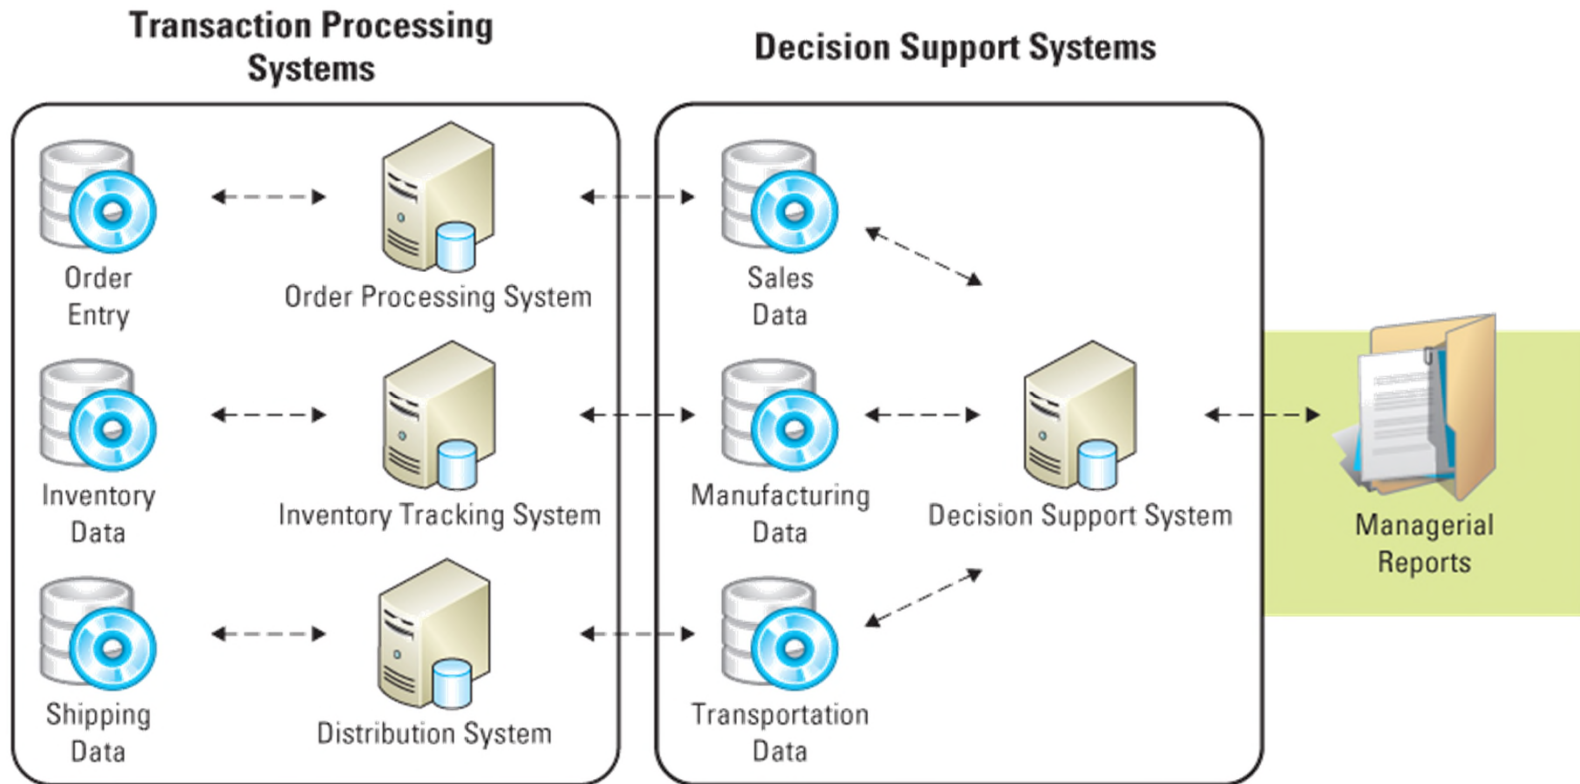 Transaction Processing
Systems
Decision Support Systems
Order
Entry
Order Processing System
Sales
Data
Inventory
Data
Inventory Tracking System
Manufacturing
Data
Decision Support System
Managerial
Reports
Shipping
Data
Distribution System
Transportation
Data